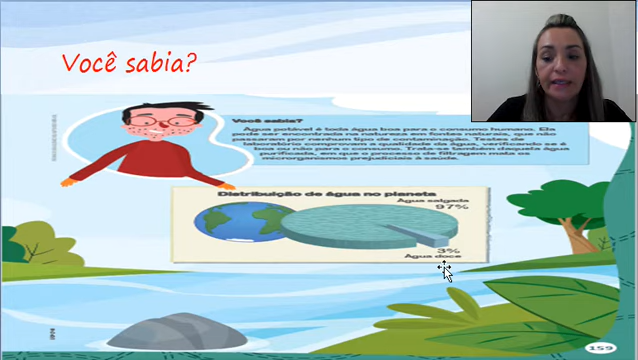 Você sabia?
Você sabia?
Água potável é toda água boa para o consumo humano. Ela
pode ser encontrada na natureza em fontes naturais, que não
passaram por nenhum tipo de contaminação. Testes de
laboratório comprovam a qualidade da água, verificando se é
boa ou não para o consumo. Trata-se também daquela água
purificada, em que o processo de filtragem mata os
microrganismos prejudiciais à saúde.
Distribuição de água no planeta
Água salgada
97%
3%
Água doce
159